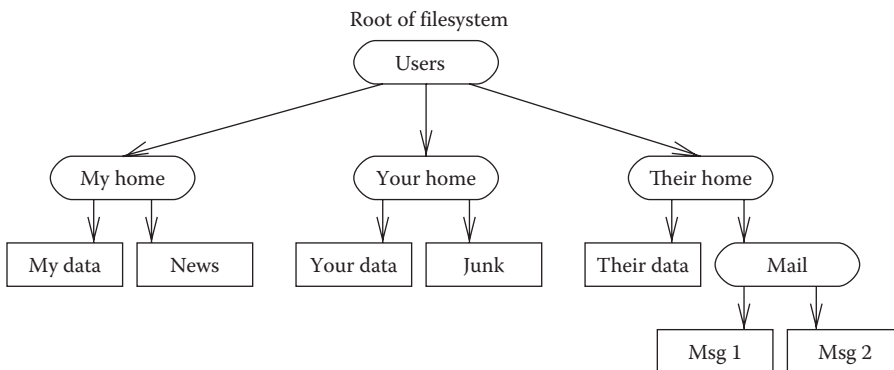 Root of filesystem
Users
My home
Your home
Their home
My data
News
Your data
Junk
Their data
Mail
Msg 1
Msg 2